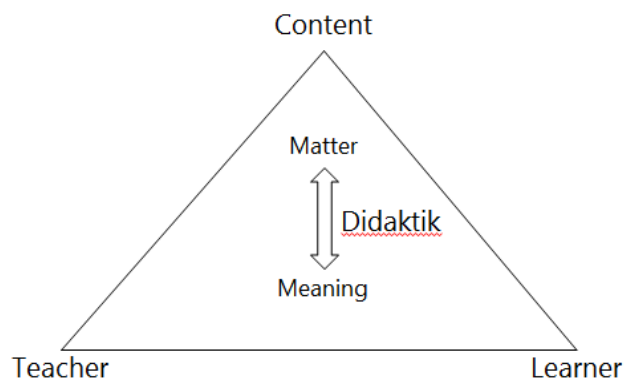 Content
Matter
Didaktik
Meaning
Teacher
Learner